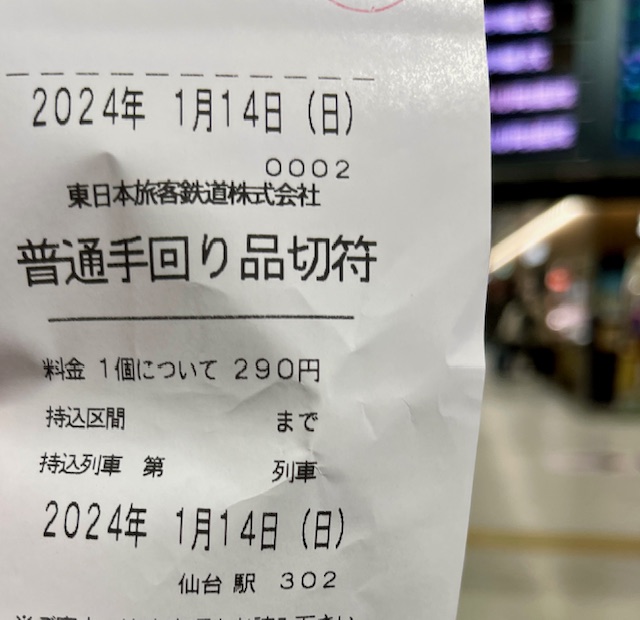 2024年 1月14日（日）
0002
東日本旅客鉄道株式会社
普通手回り品切符
料金 1個について 290円
持込区間 まで
持込列車 第 列車
2024年 1月14日（日）
仙台駅 302